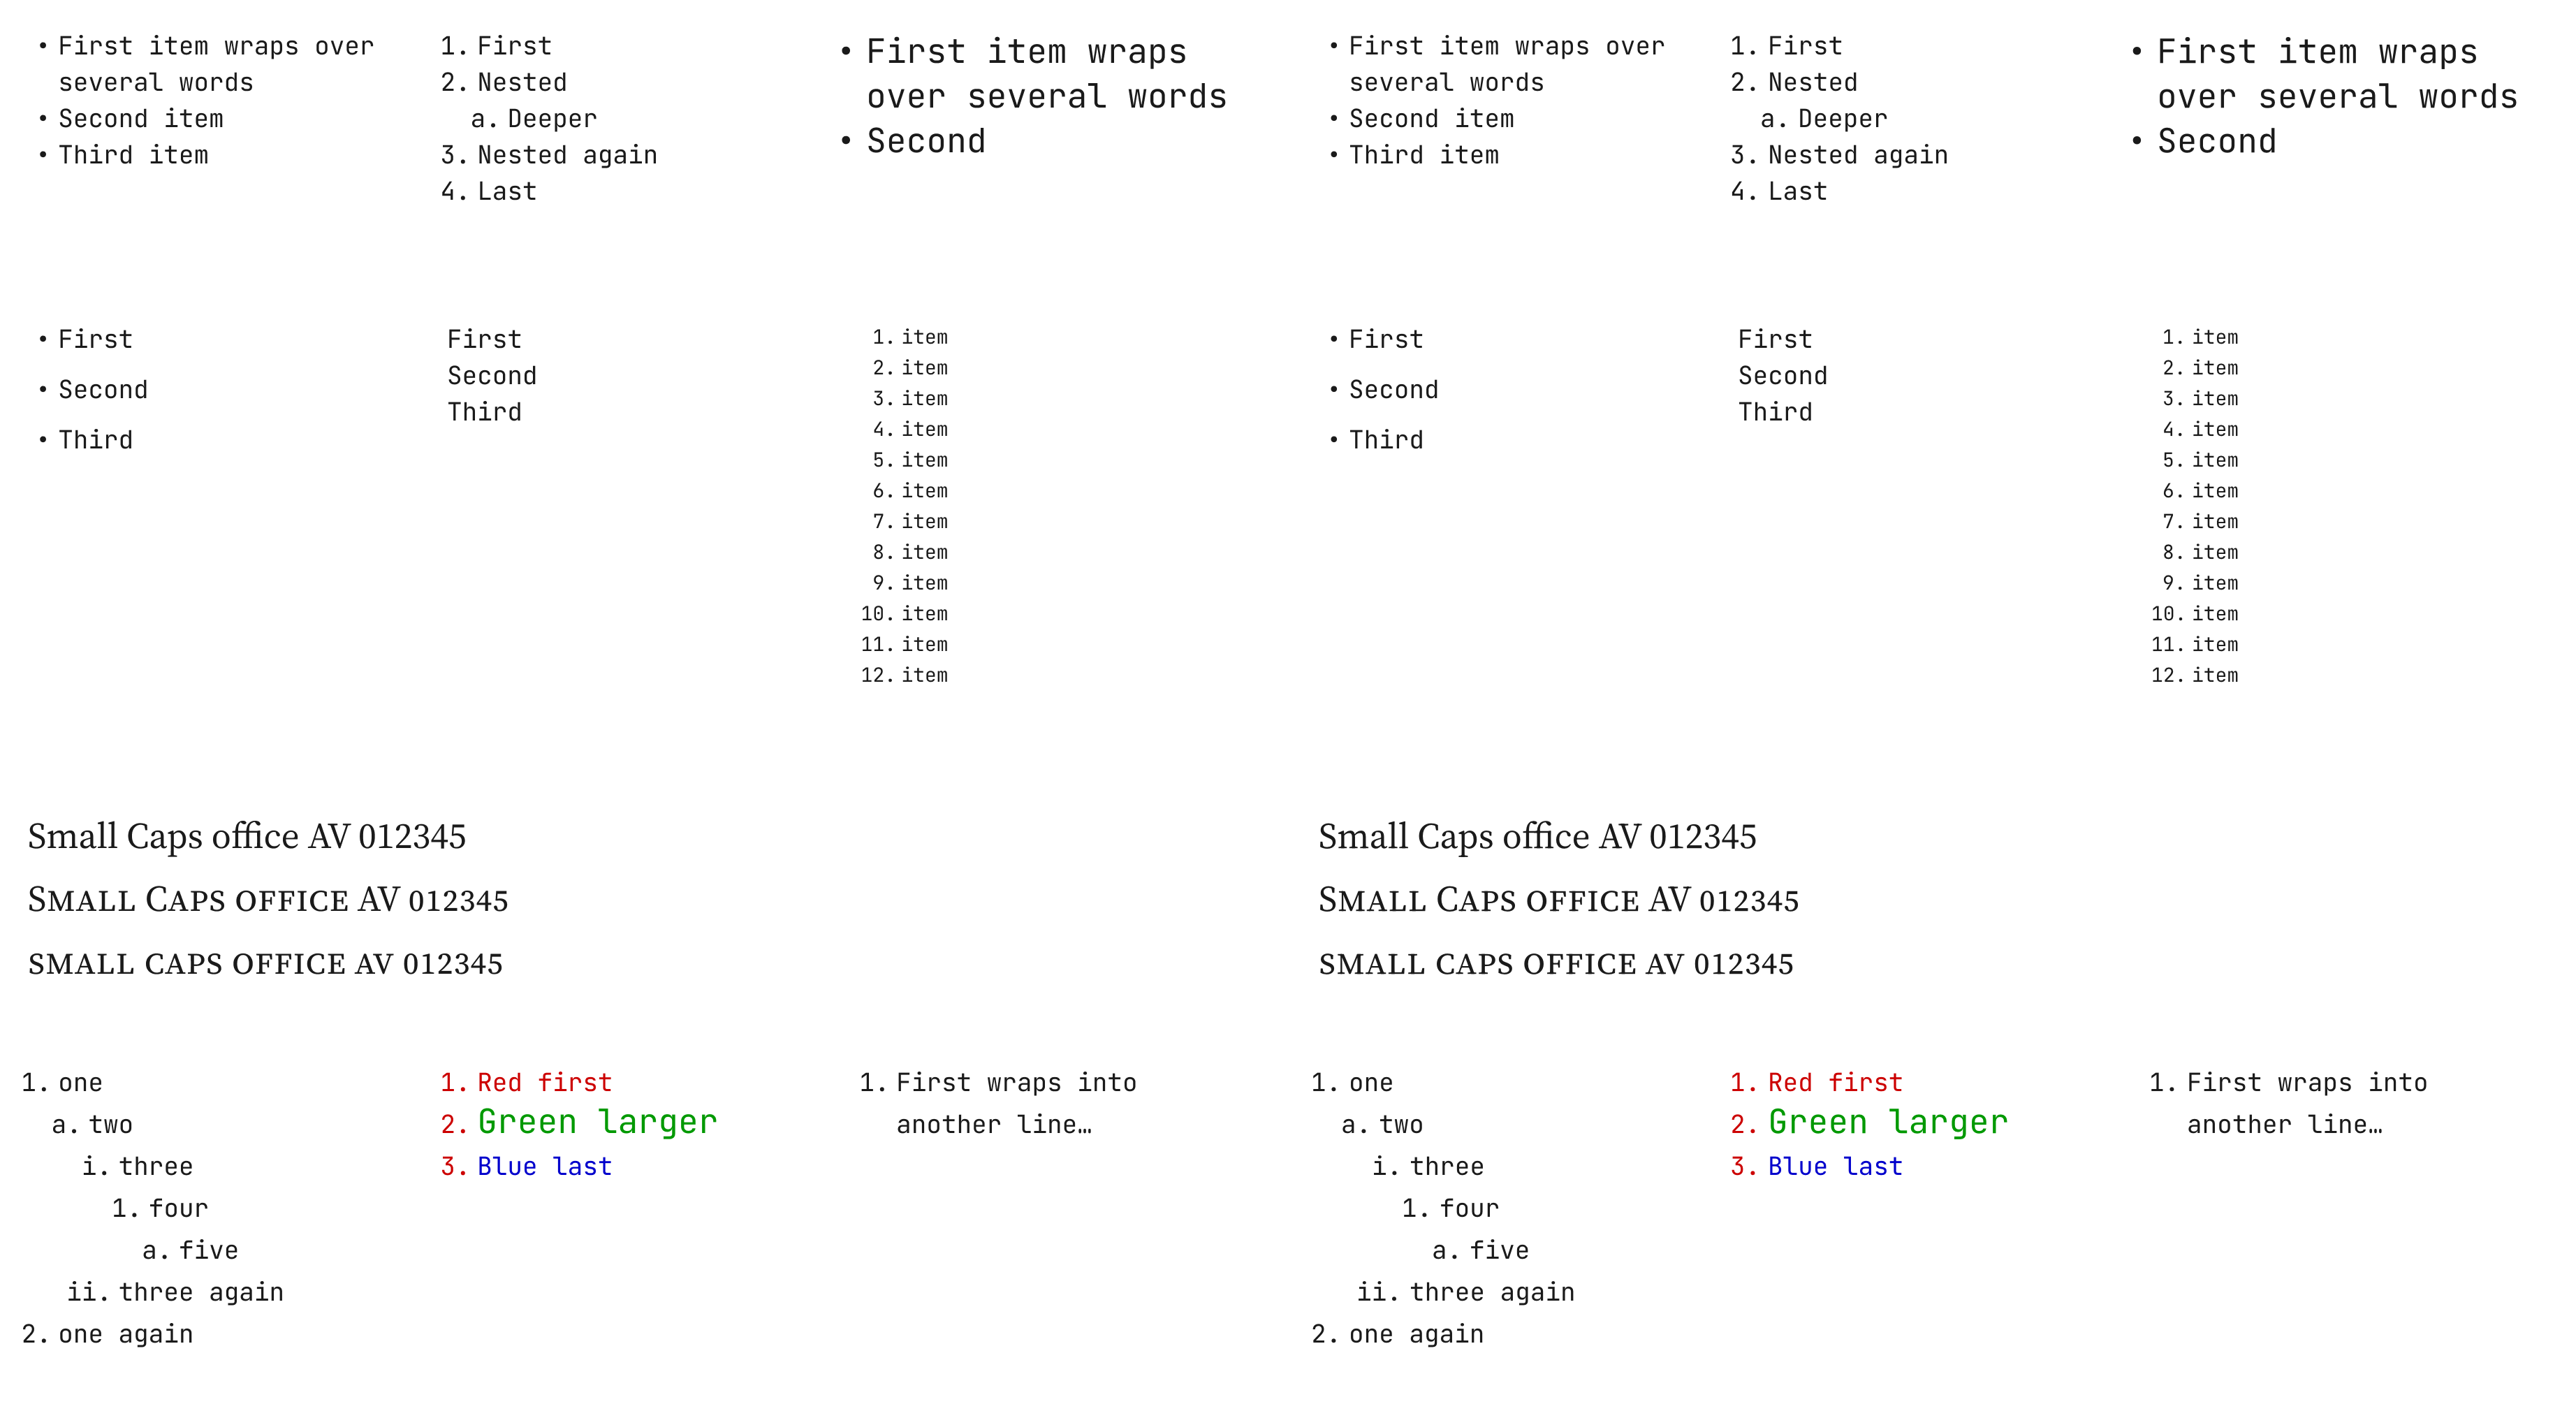 • First item wraps over
several words
• Second item
• Third item
1. First
2. Nested
a. Deeper
3. Nested again
4. Last
• First item wraps
over several words
• Second
• First item wraps over
several words
• Second item
• Third item
1. First
2. Nested
a. Deeper
3. Nested again
4. Last
• First item wraps
over several words
• Second
• First
• Second
• Third
First
Second
Third
1. item
2. item
3. item
4. item
5. item
6. item
7. item
8. item
9. item
10. item
11. item
12. item
• First
• Second
• Third
First
Second
Third
1. item
2. item
3. item
4. item
5. item
6. item
7. item
8. item
9. item
10. item
11. item
12. item
Small Caps office AV 012345
Small Caps office AV 012345
small caps office av 012345
Small Caps office AV 012345
Small Caps office AV 012345
small caps office av 012345
1. one
a. two
i. three
1. four
a. five
ii. three again
2. one again
1. Red first
2. Green larger
3. Blue last
1. First wraps into
another line…
1. one
a. two
i. three
1. four
a. five
ii. three again
2. one again
1. Red first
2. Green larger
3. Blue last
1. First wraps into
another line…